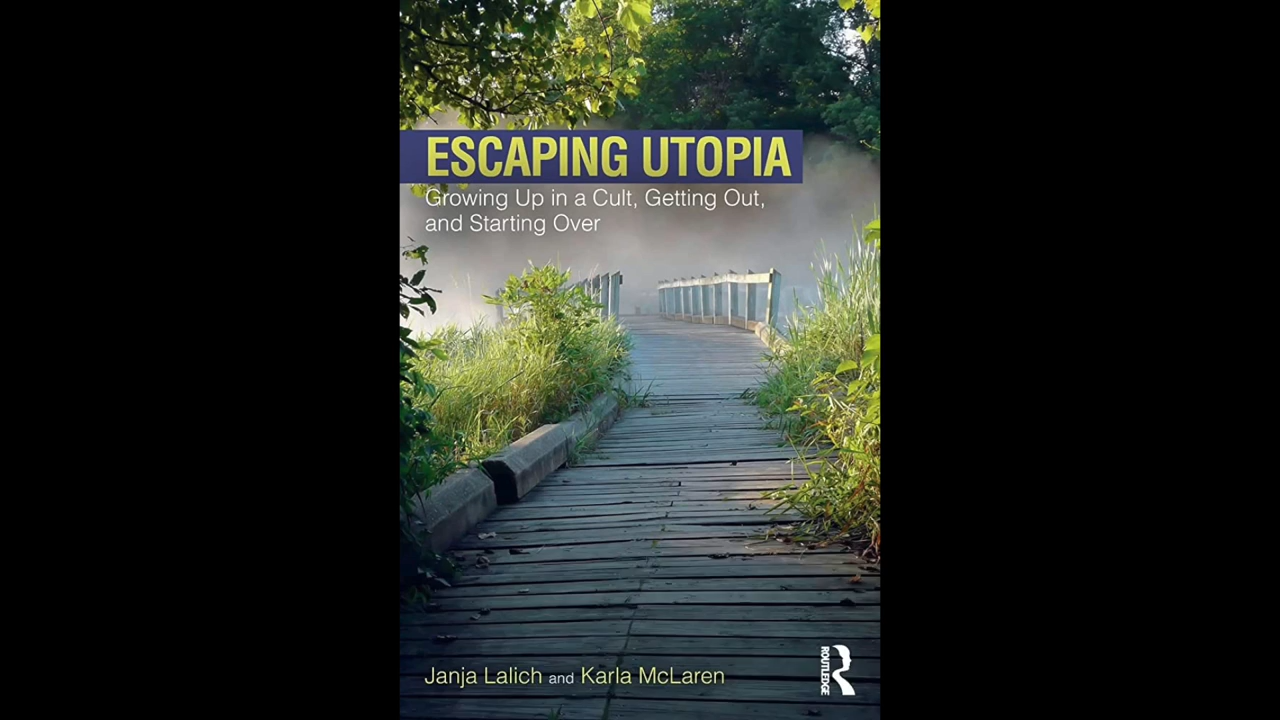 ESCAPING UTOPIA
Growing Up in a Cult, Getting Out,
and Starting Over
Janja Lalich and Karla McLaren
ROUTLEDGE